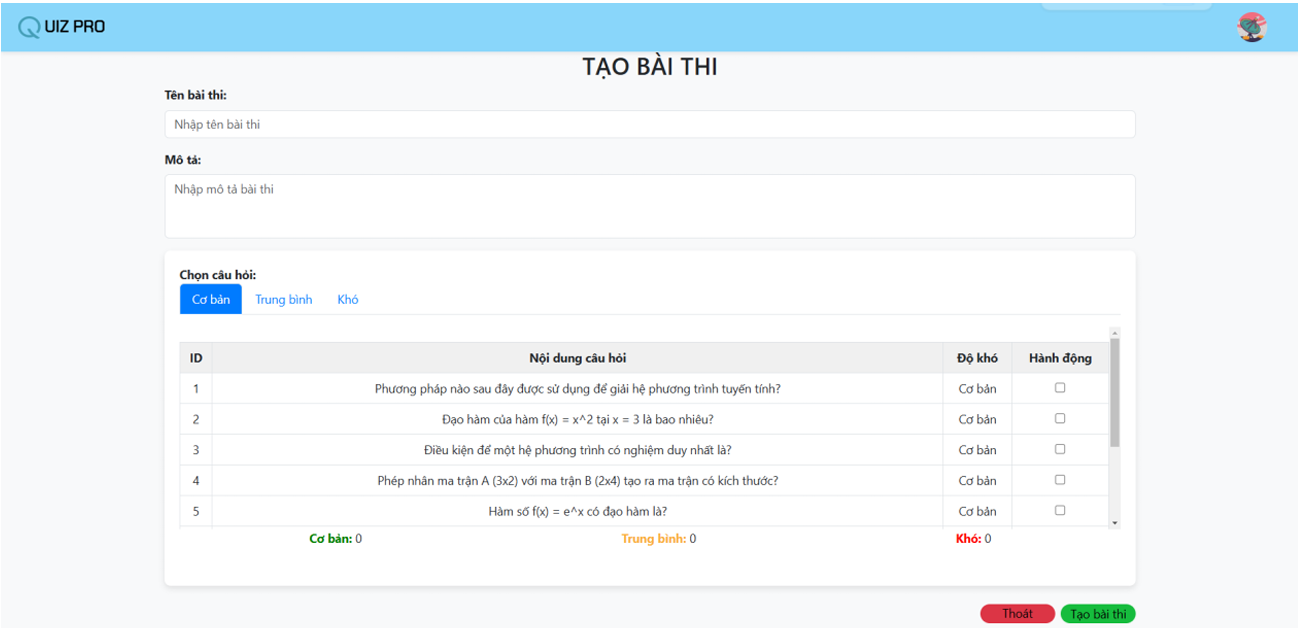 QUIZ PRO
TẠO BÀI THI
Tên bài thi:
Nhập tên bài thi
Mô tả:
Nhập mô tả bài thi
Chọn câu hỏi:
Cơ bản Trung bình Khó
ID Nội dung câu hỏi Độ khó Hành động
1 Phương pháp nào sau đây được sử dụng để giải hệ phương trình tuyến tính? Cơ bản
2 Đạo hàm của hàm f(x) = x^2 tại x = 3 là bao nhiêu? Cơ bản
3 Điều kiện để một hệ phương trình có nghiệm duy nhất là? Cơ bản
4 Phép nhân ma trận A (3x2) với ma trận B (2x4) tạo ra ma trận có kích thước? Cơ bản
5 Hàm số f(x) = e^x có đạo hàm là? Cơ bản
Cơ bản: 0 Trung bình: 0 Khó: 0
Thoát Tạo bài thi